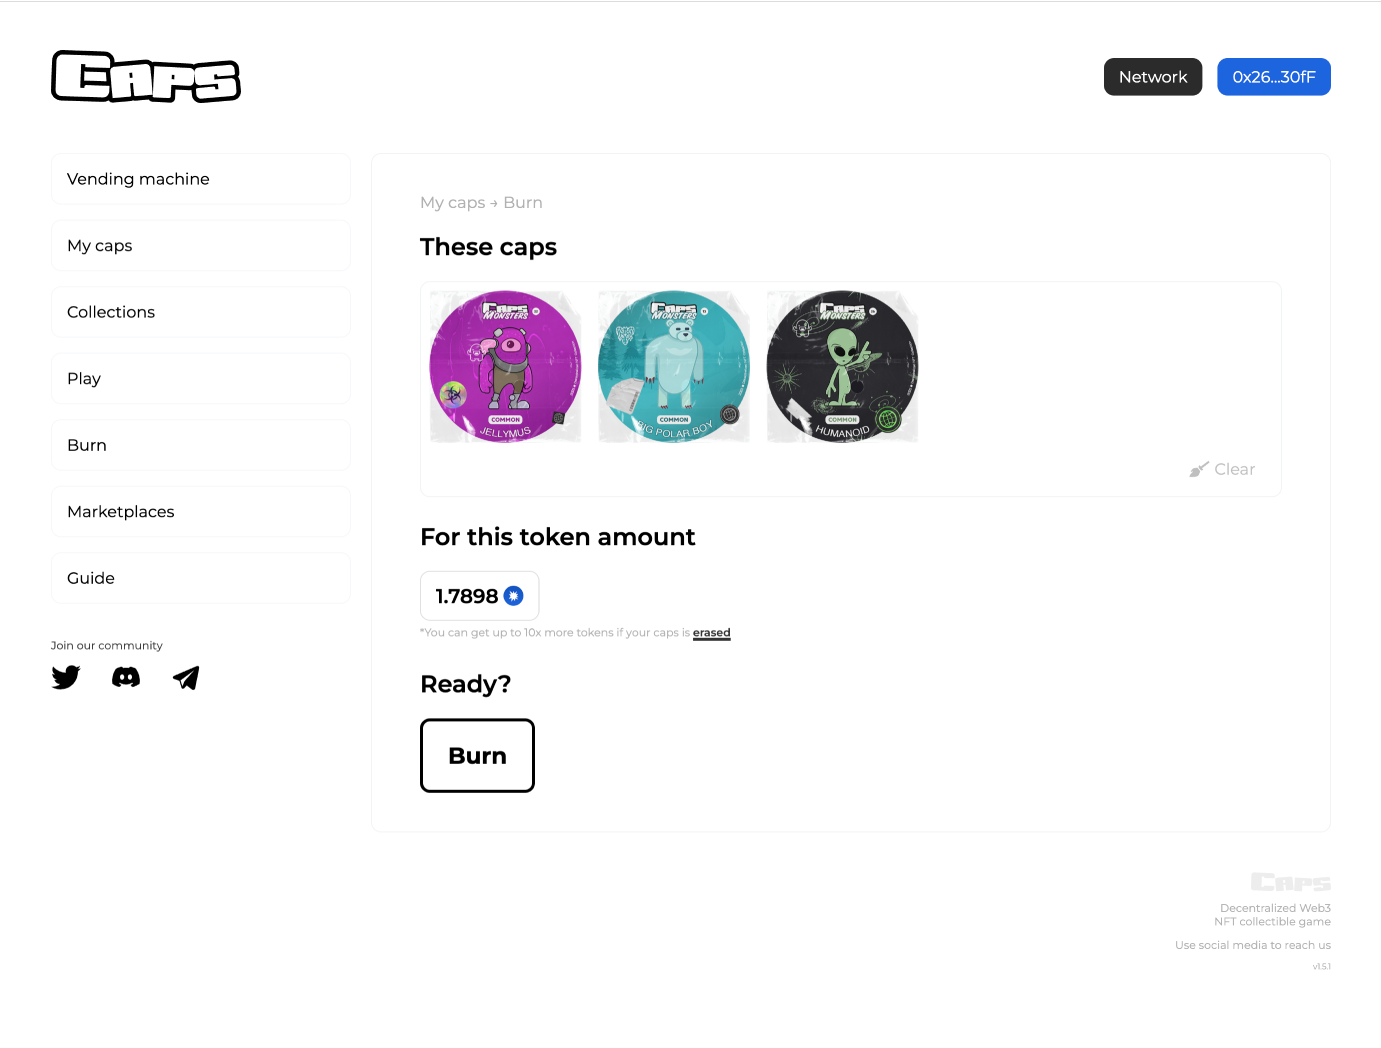 Caps
Network
0x26...30fF
Vending machine
My caps
Collections
Play
Burn
Marketplaces
Guide
Join our community
My caps → Burn
These caps
Caps
Monsters
COMMON
JELLYMUS
Caps
Monsters
COMMON
BIG POLAR BOY
Caps
Monsters
COMMON
HUMANOID
Clear
For this token amount
1.7898
*You can get up to 10x more tokens if your caps is erased
Ready?
Burn
Caps
Decentralized Web3
NFT collectible game
Use social media to reach us
v1.5.1